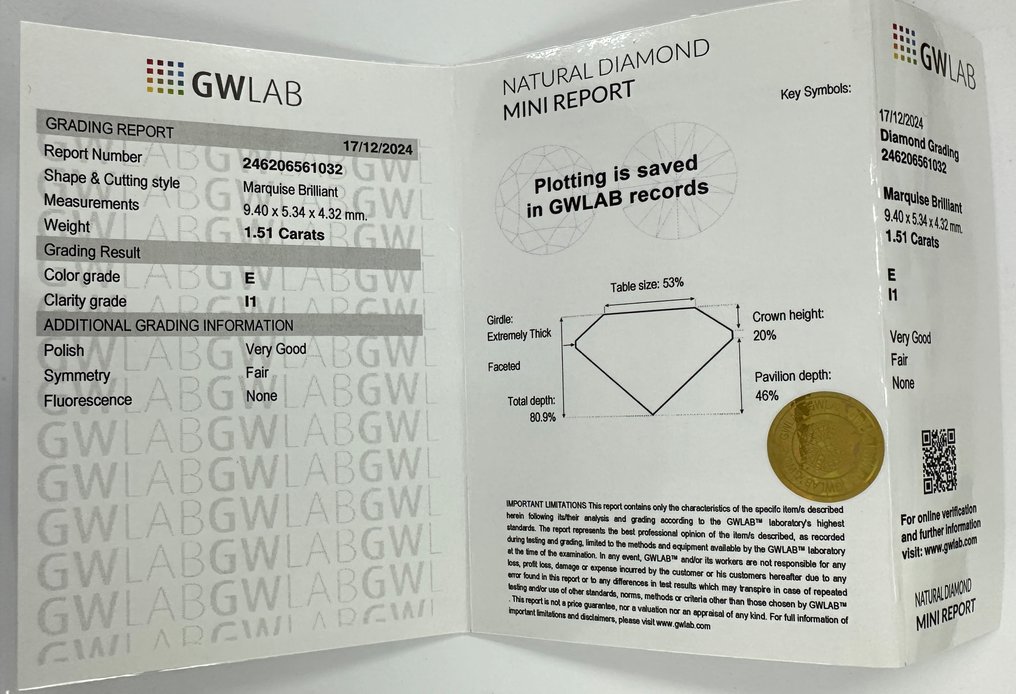 GWLAB
GRADING REPORT
17/12/2024
Report Number 246206561032
Shape & Cutting style Marquise Brilliant
Measurements 9.40 x 5.34 x 4.32 mm.
Weight 1.51 Carats
Grading Result
Color grade E
Clarity grade I1
ADDITIONAL GRADING INFORMATION
Polish Very Good
Symmetry Fair
Fluorescence None
NATURAL DIAMOND
MINI REPORT
Key Symbols:
Plotting is saved
in GWLAB records
Table size: 53%
Girdle:
Extremely Thick
Faceted
Crown height:
20%
Pavilion depth:
46%
Total depth:
80.9%
IMPORTANT LIMITATIONS This report contains only the characteristics of the specific item/s described
herein following its/their analysis and grading according to the GWLAB™ laboratory's highest
standards. The report represents the best professional opinion of the item/s described, as recorded
during testing and grading, limited to the methods and equipment available by the GWLAB™ laboratory
at the time of the examination. In any event, GWLAB™ and/or its workers are not responsible for any
loss, profit loss, damage or expense incurred by the customer or his customers hereafter due to any
error found in this report or to any differences in test results which may transpire in case of repeated
testing and/or use of other standards, norms, methods or criteria other than those chosen by GWLAB™
. This report is not a price guarantee, nor a valuation nor an appraisal of any kind. For full information of
important limitations and disclaimers, please visit www.gwlab.com
GWLAB
17/12/2024
Diamond Grading
246206561032
Marquise Brilliant
9.40 x 5.34 x 4.32 mm.
1.51 Carats
E
I1
Very Good
Fair
None
For online verification
and further information
visit: www.gwlab.com
NATURAL DIAMOND
MINI REPORT